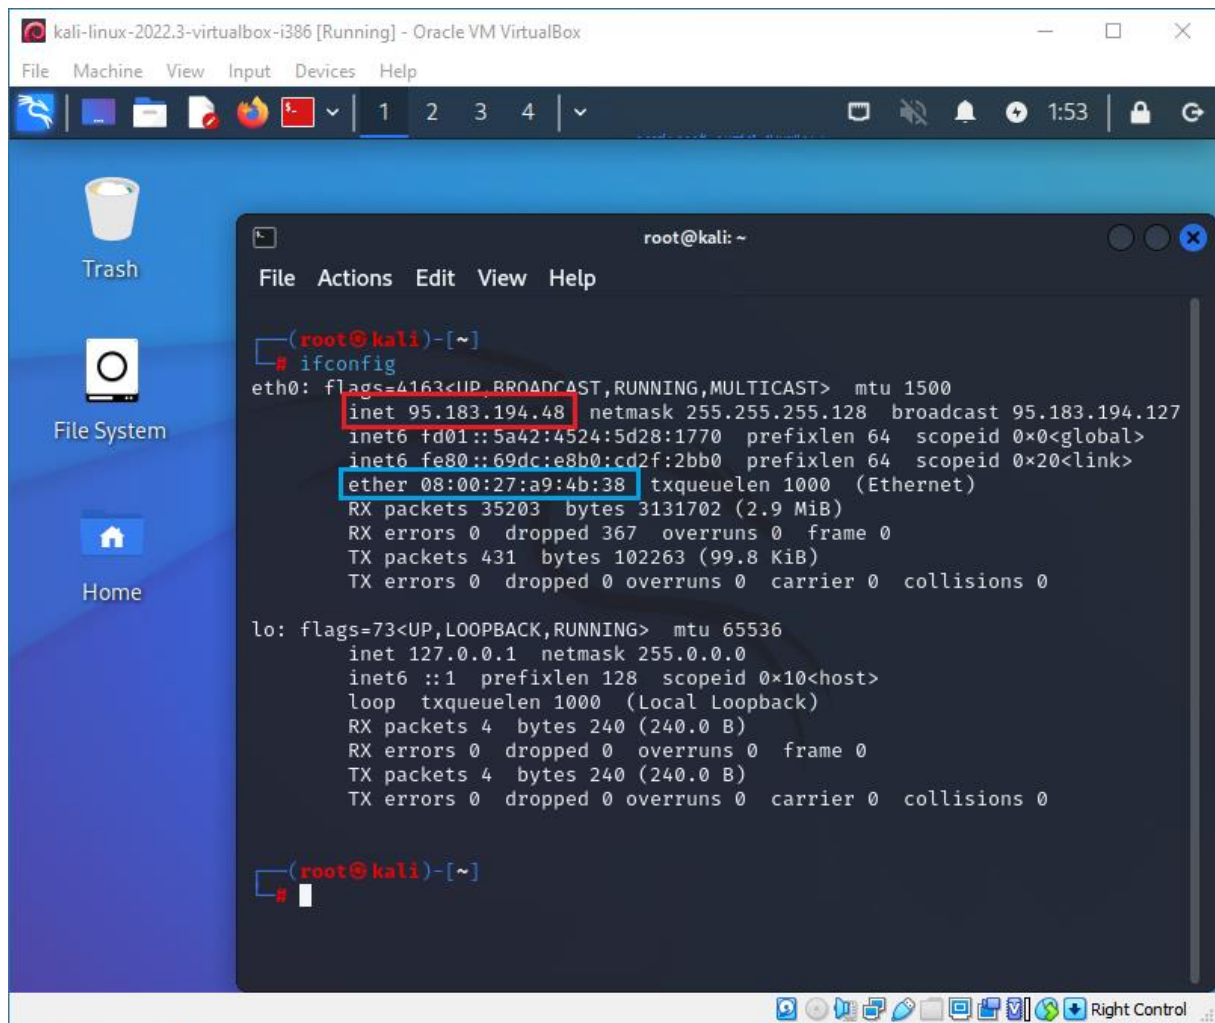 kali-linux-2022.3-virtualbox-i386 [Running] - Oracle VM VirtualBox
File Machine View Input Devices Help
1 2 3 4 1:53
Trash
File System
Home
root@kali: ~
File Actions Edit View Help
┌──(root㉿kali)-[~]
└─# ifconfig
eth0: flags=4163<UP,BROADCAST,RUNNING,MULTICAST>  mtu 1500
inet 95.183.194.48  netmask 255.255.255.128  broadcast 95.183.194.127
inet6 fd01::5a42:4524:5d28:1770  prefixlen 64  scopeid 0×0<global>
inet6 fe80::69dc:e8b0:cd2f:2bb0  prefixlen 64  scopeid 0×20<link>
ether 08:00:27:a9:4b:38  txqueuelen 1000  (Ethernet)
RX packets 35203  bytes 3131702 (2.9 MiB)
RX errors 0  dropped 367  overruns 0  frame 0
TX packets 431  bytes 102263 (99.8 KiB)
TX errors 0  dropped 0 overruns 0  carrier 0  collisions 0
lo: flags=73<UP,LOOPBACK,RUNNING>  mtu 65536
inet 127.0.0.1  netmask 255.0.0.0
inet6 ::1  prefixlen 128  scopeid 0×10<host>
loop  txqueuelen 1000  (Local Loopback)
RX packets 4  bytes 240 (240.0 B)
RX errors 0  dropped 0  overruns 0  frame 0
TX packets 4  bytes 240 (240.0 B)
TX errors 0  dropped 0 overruns 0  carrier 0  collisions 0
┌──(root㉿kali)-[~]
└─#
Right Control